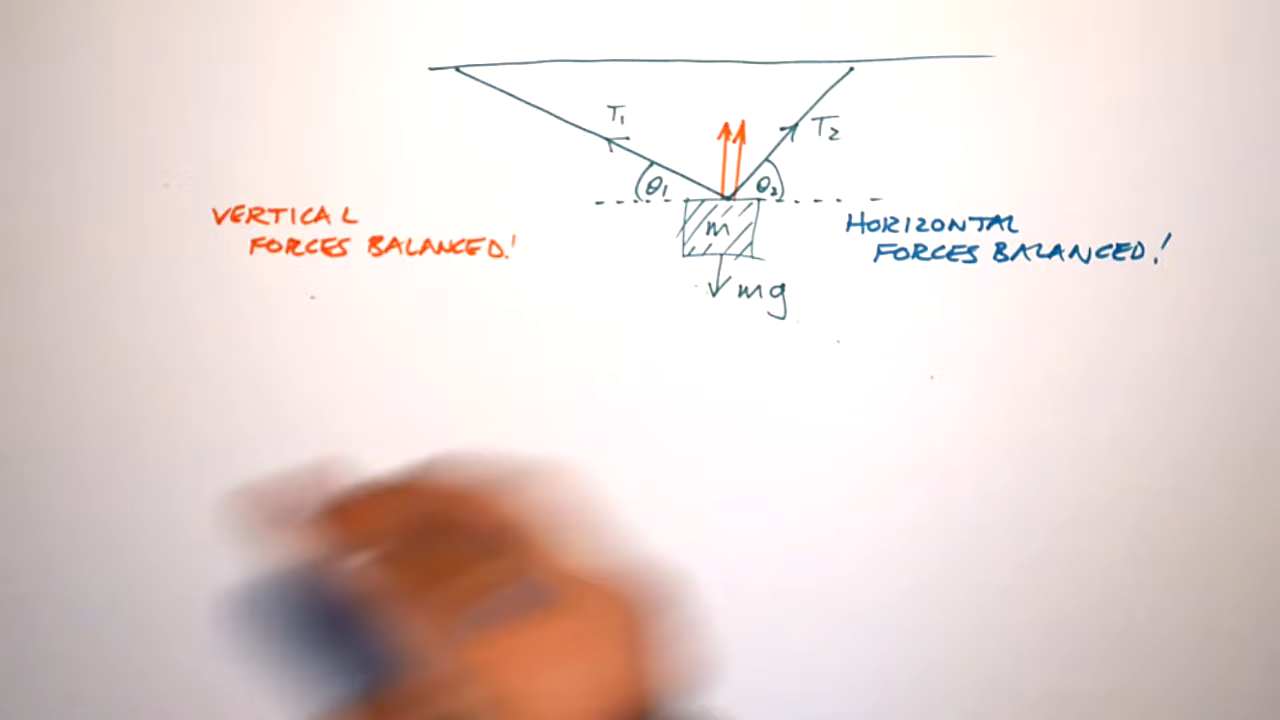 T₁
T₂
θ₁
θ₂
VERTICAL
FORCES BALANCED!
m
HORIZONTAL
FORCES BALANCED!
mg